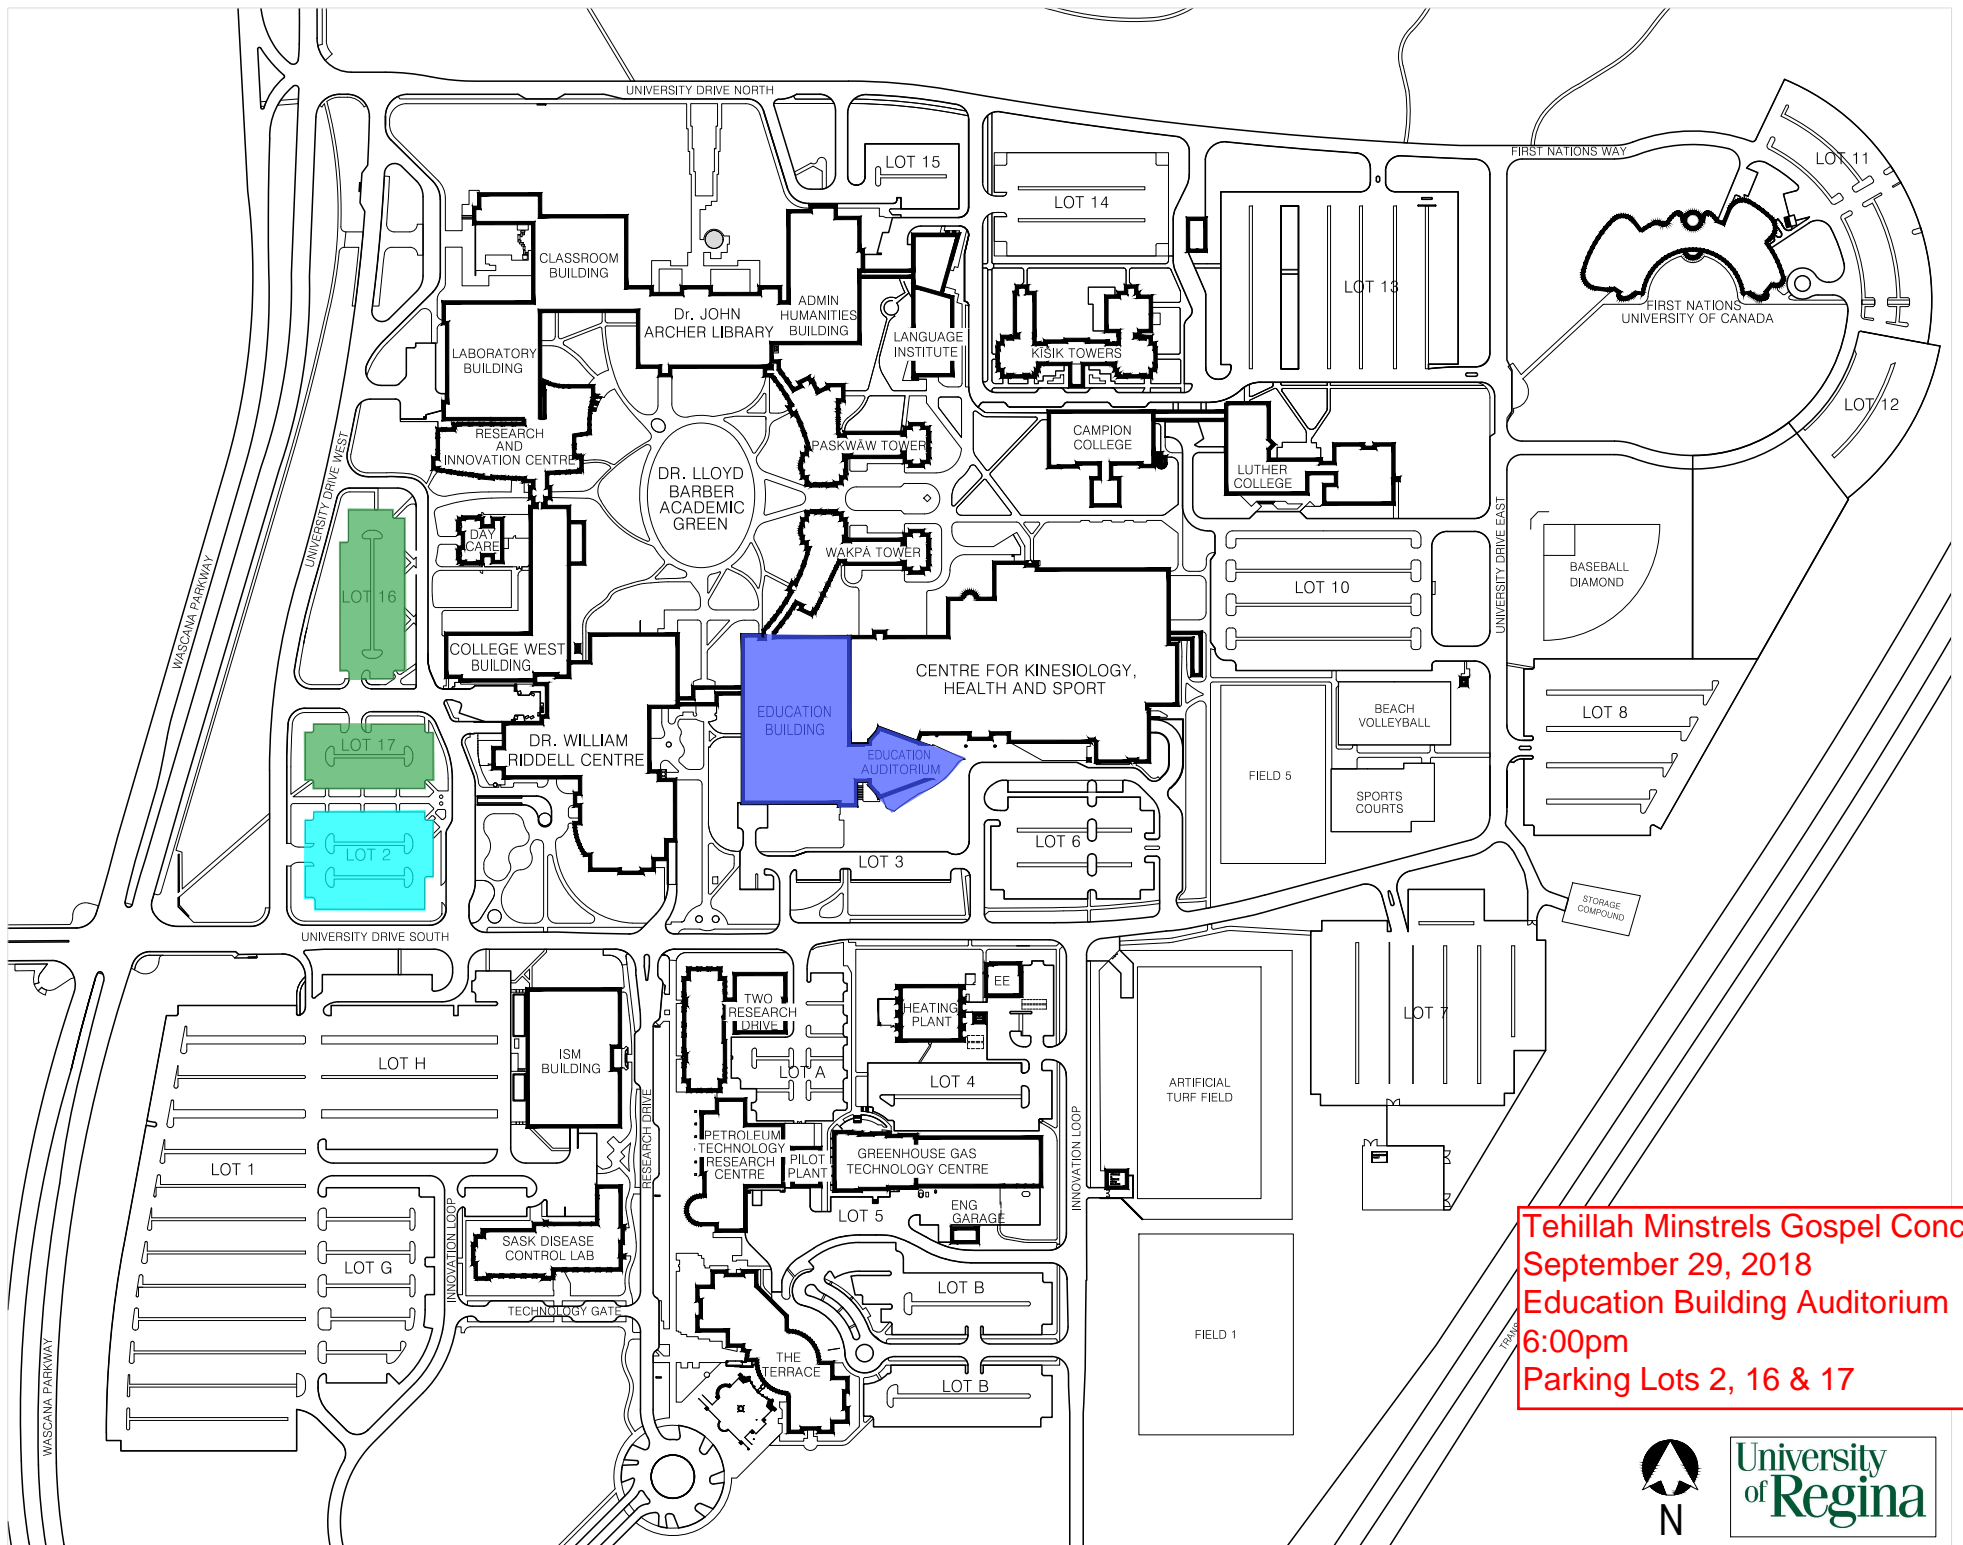 UNIVERSITY DRIVE NORTH
FIRST NATIONS WAY
LOT 11
LOT 15
LOT 14
CLASSROOM
BUILDING
LOT 13
ADMIN
HUMANITIES
BUILDING
Dr. JOHN
ARCHER LIBRARY
FIRST NATIONS
UNIVERSITY OF CANADA
LANGUAGE
INSTITUTE
KĪSIK TOWERS
LABORATORY
BUILDING
LOT 12
UNIVERSITY DRIVE WEST
RESEARCH
AND
INNOVATION CENTRE
PASKWĀW TOWER
CAMPION
COLLEGE
LUTHER
COLLEGE
DR. LLOYD
BARBER
ACADEMIC
GREEN
UNIVERSITY DRIVE EAST
DAY
CARE
WAKPÁ TOWER
BASEBALL
DIAMOND
WASCANA PARKWAY
LOT 16
LOT 10
COLLEGE WEST
BUILDING
CENTRE FOR KINESIOLOGY,
HEALTH AND SPORT
EDUCATION
BUILDING
BEACH
VOLLEYBALL
LOT 8
LOT 17
DR. WILLIAM
RIDDELL CENTRE
EDUCATION
AUDITORIUM
FIELD 5
SPORTS
COURTS
LOT 2
LOT 3
LOT 6
STORAGE
COMPOUND
UNIVERSITY DRIVE SOUTH
TWO
RESEARCH
DRIVE
EE
HEATING
PLANT
LOT 7
LOT H
ISM
BUILDING
LOT A
LOT 4
ARTIFICIAL
TURF FIELD
RESEARCH DRIVE
INNOVATION LOOP
PETROLEUM
TECHNOLOGY
RESEARCH
CENTRE
PILOT
PLANT
GREENHOUSE GAS
TECHNOLOGY CENTRE
LOT 1
INNOVATION LOOP
LOT 5
ENG
GARAGE
SASK DISEASE
CONTROL LAB
LOT G
TECHNOLOGY GATE
LOT B
FIELD 1
THE
TERRACE
LOT B
WASCANA PARKWAY
TRANS
Tehillah Minstrels Gospel Conc
September 29, 2018
Education Building Auditorium
6:00pm
Parking Lots 2, 16 & 17
N
University
of Regina